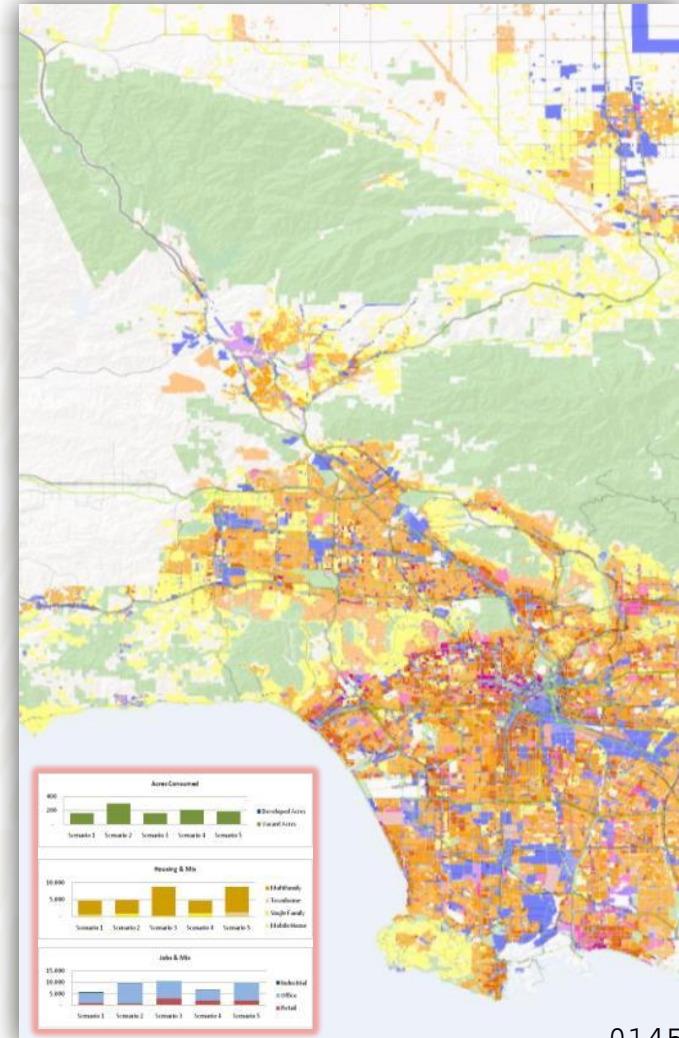 Acres Consumed
400
200
-
Developed Acres
Vacant Acres
Scenario 1 Scenario 2 Scenario 3 Scenario 4 Scenario 5
Housing & Mix
10,000
5,000
-
Multifamily
Townhome
Single Family
Mobile Home
Scenario 1 Scenario 2 Scenario 3 Scenario 4 Scenario 5
Jobs & Mix
15,000
10,000
5,000
-
Industrial
Office
Retail
Scenario 1 Scenario 2 Scenario 3 Scenario 4 Scenario 5